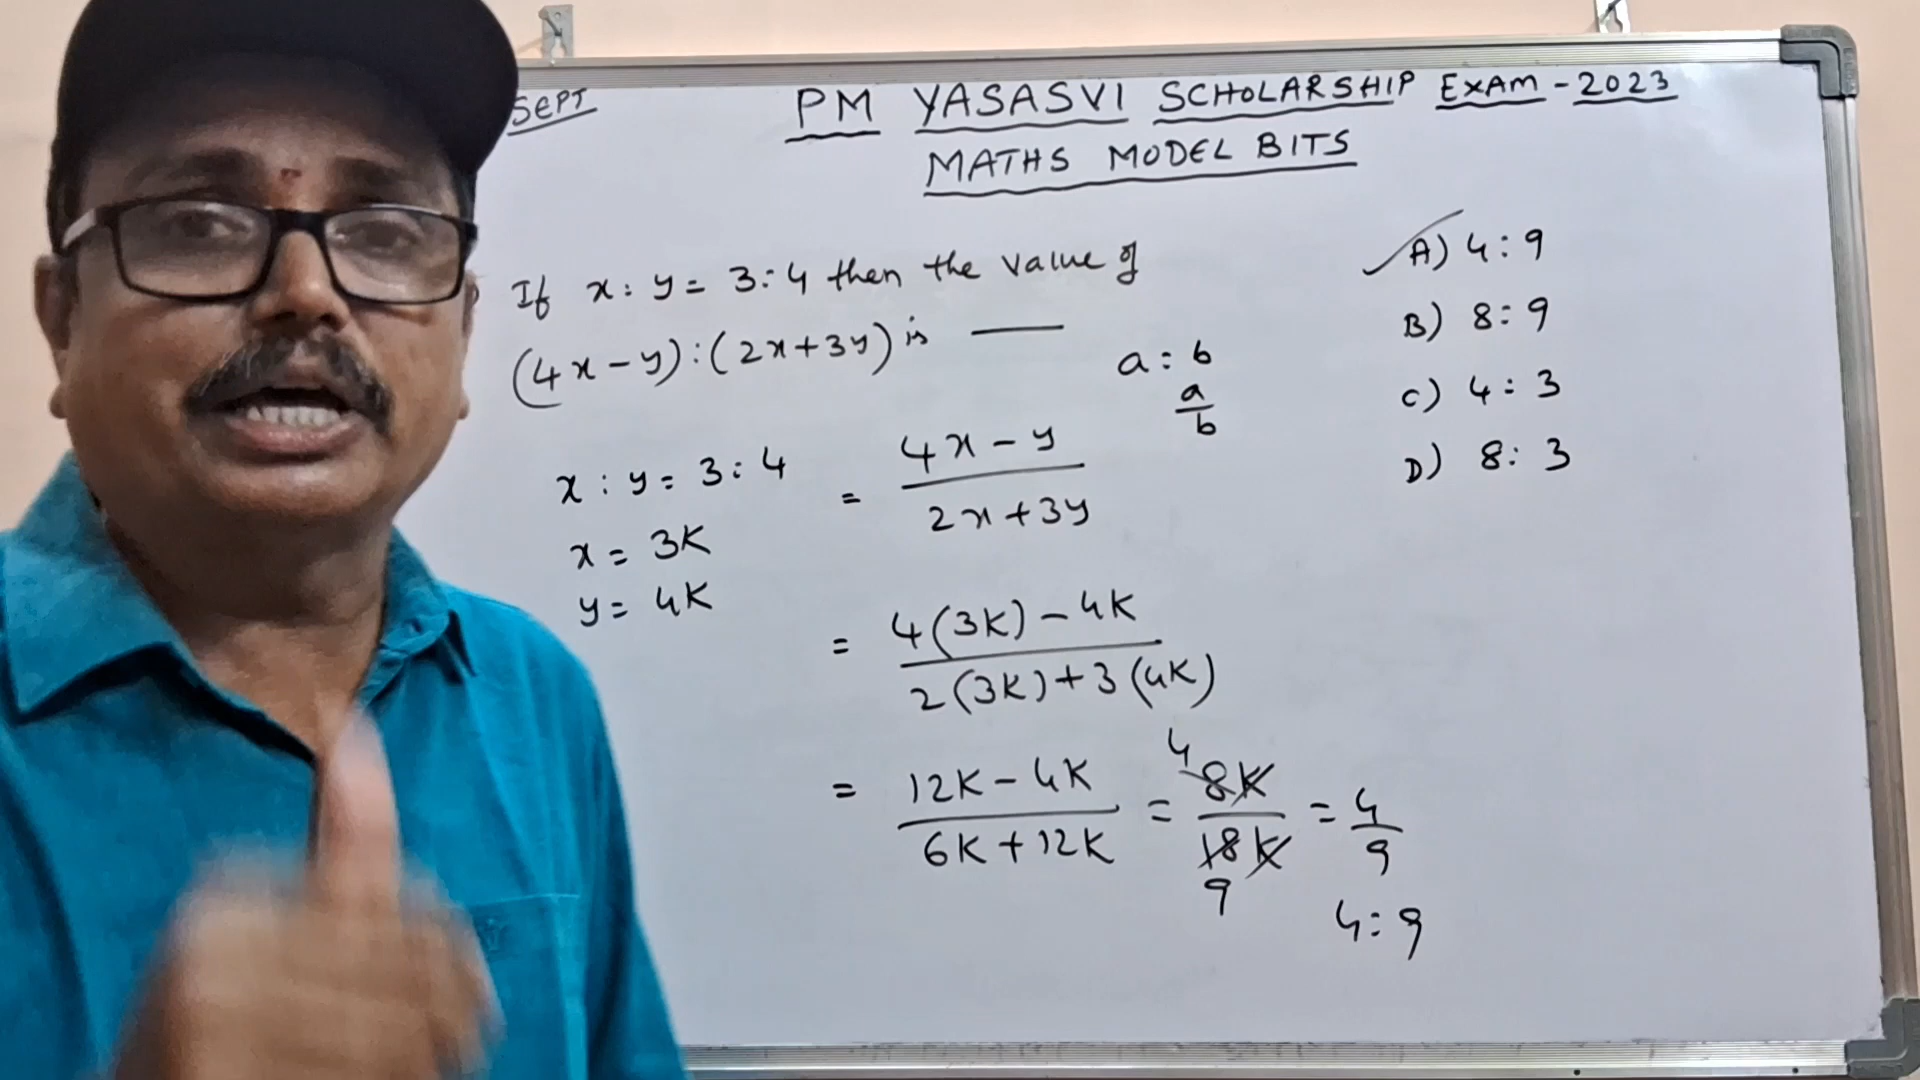 SEPT
PM YASASVI SCHOLARSHIP EXAM - 2023
MATHS MODEL BITS
If x : y = 3 : 4 then the value of
(4x - y) : (2x + 3y) is ___
A) 4 : 9
B) 8 : 9
C) 4 : 3
D) 8 : 3
a : b
a/b
x : y = 3 : 4
x = 3K
y = 4K
= (4x - y)/(2x + 3y)
= (4(3K) - 4K)/(2(3K) + 3(4K))
= (12K - 4K)/(6K + 12K) = 4 8K/18K 9 = 4/9
4 : 9